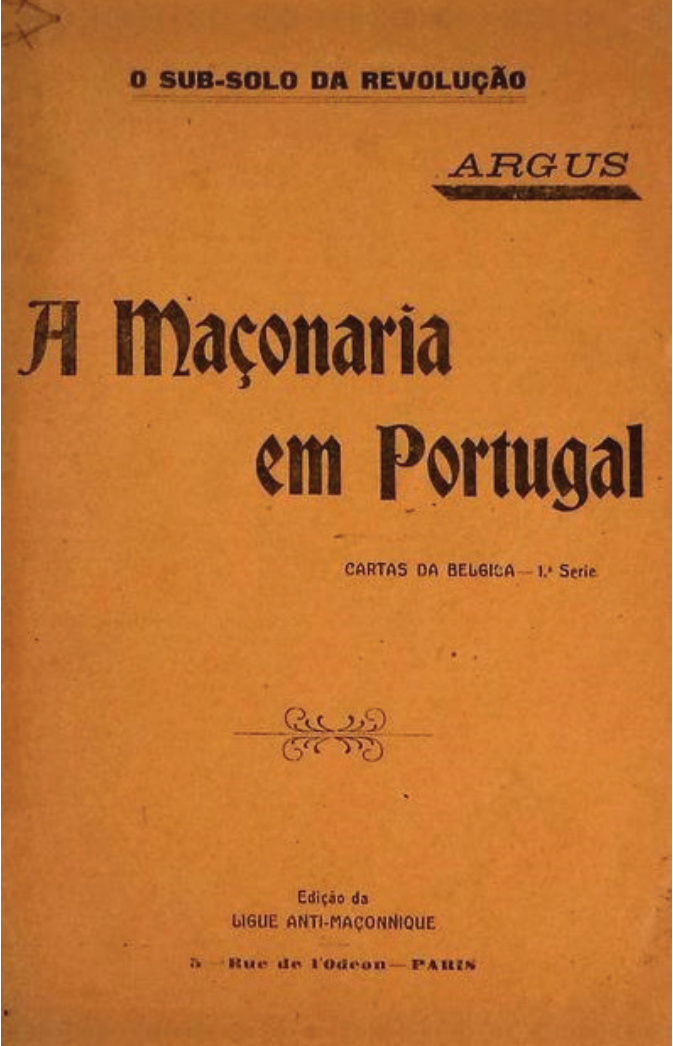 O SUB-SOLO DA REVOLUÇÃO
ARGUS
A Maçonaria
em Portugal
CARTAS DA BELGICA — 1.ª Serie
Edição da
LIGUE ANTI-MAÇONNIQUE
5 — Rue de l'Odeon — PARIS